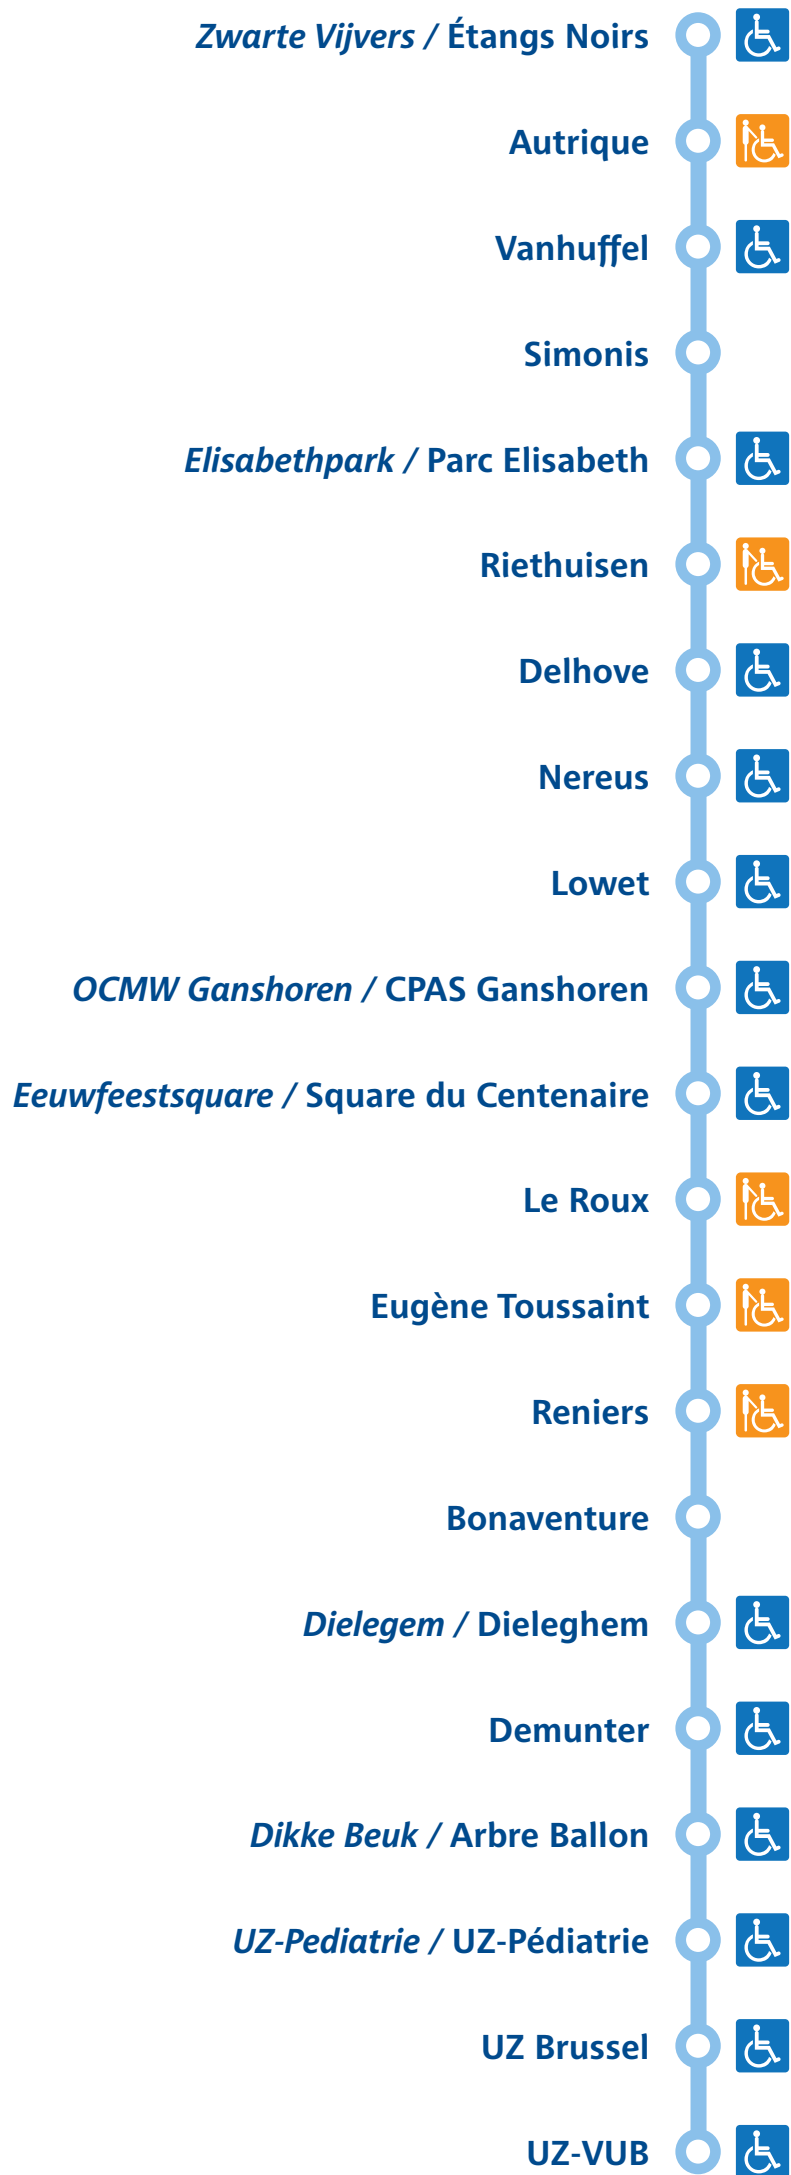 Zwarte Vijvers / Étangs Noirs
Autrique
Vanhuffel
Simonis
Elisabethpark / Parc Elisabeth
Riethuisen
Delhove
Nereus
Lowet
OCMW Ganshoren / CPAS Ganshoren
Eeuwfeestsquare / Square du Centenaire
Le Roux
Eugène Toussaint
Reniers
Bonaventure
Dielegem / Dieleghem
Demunter
Dikke Beuk / Arbre Ballon
UZ-Pediatrie / UZ-Pédiatrie
UZ Brussel
UZ-VUB